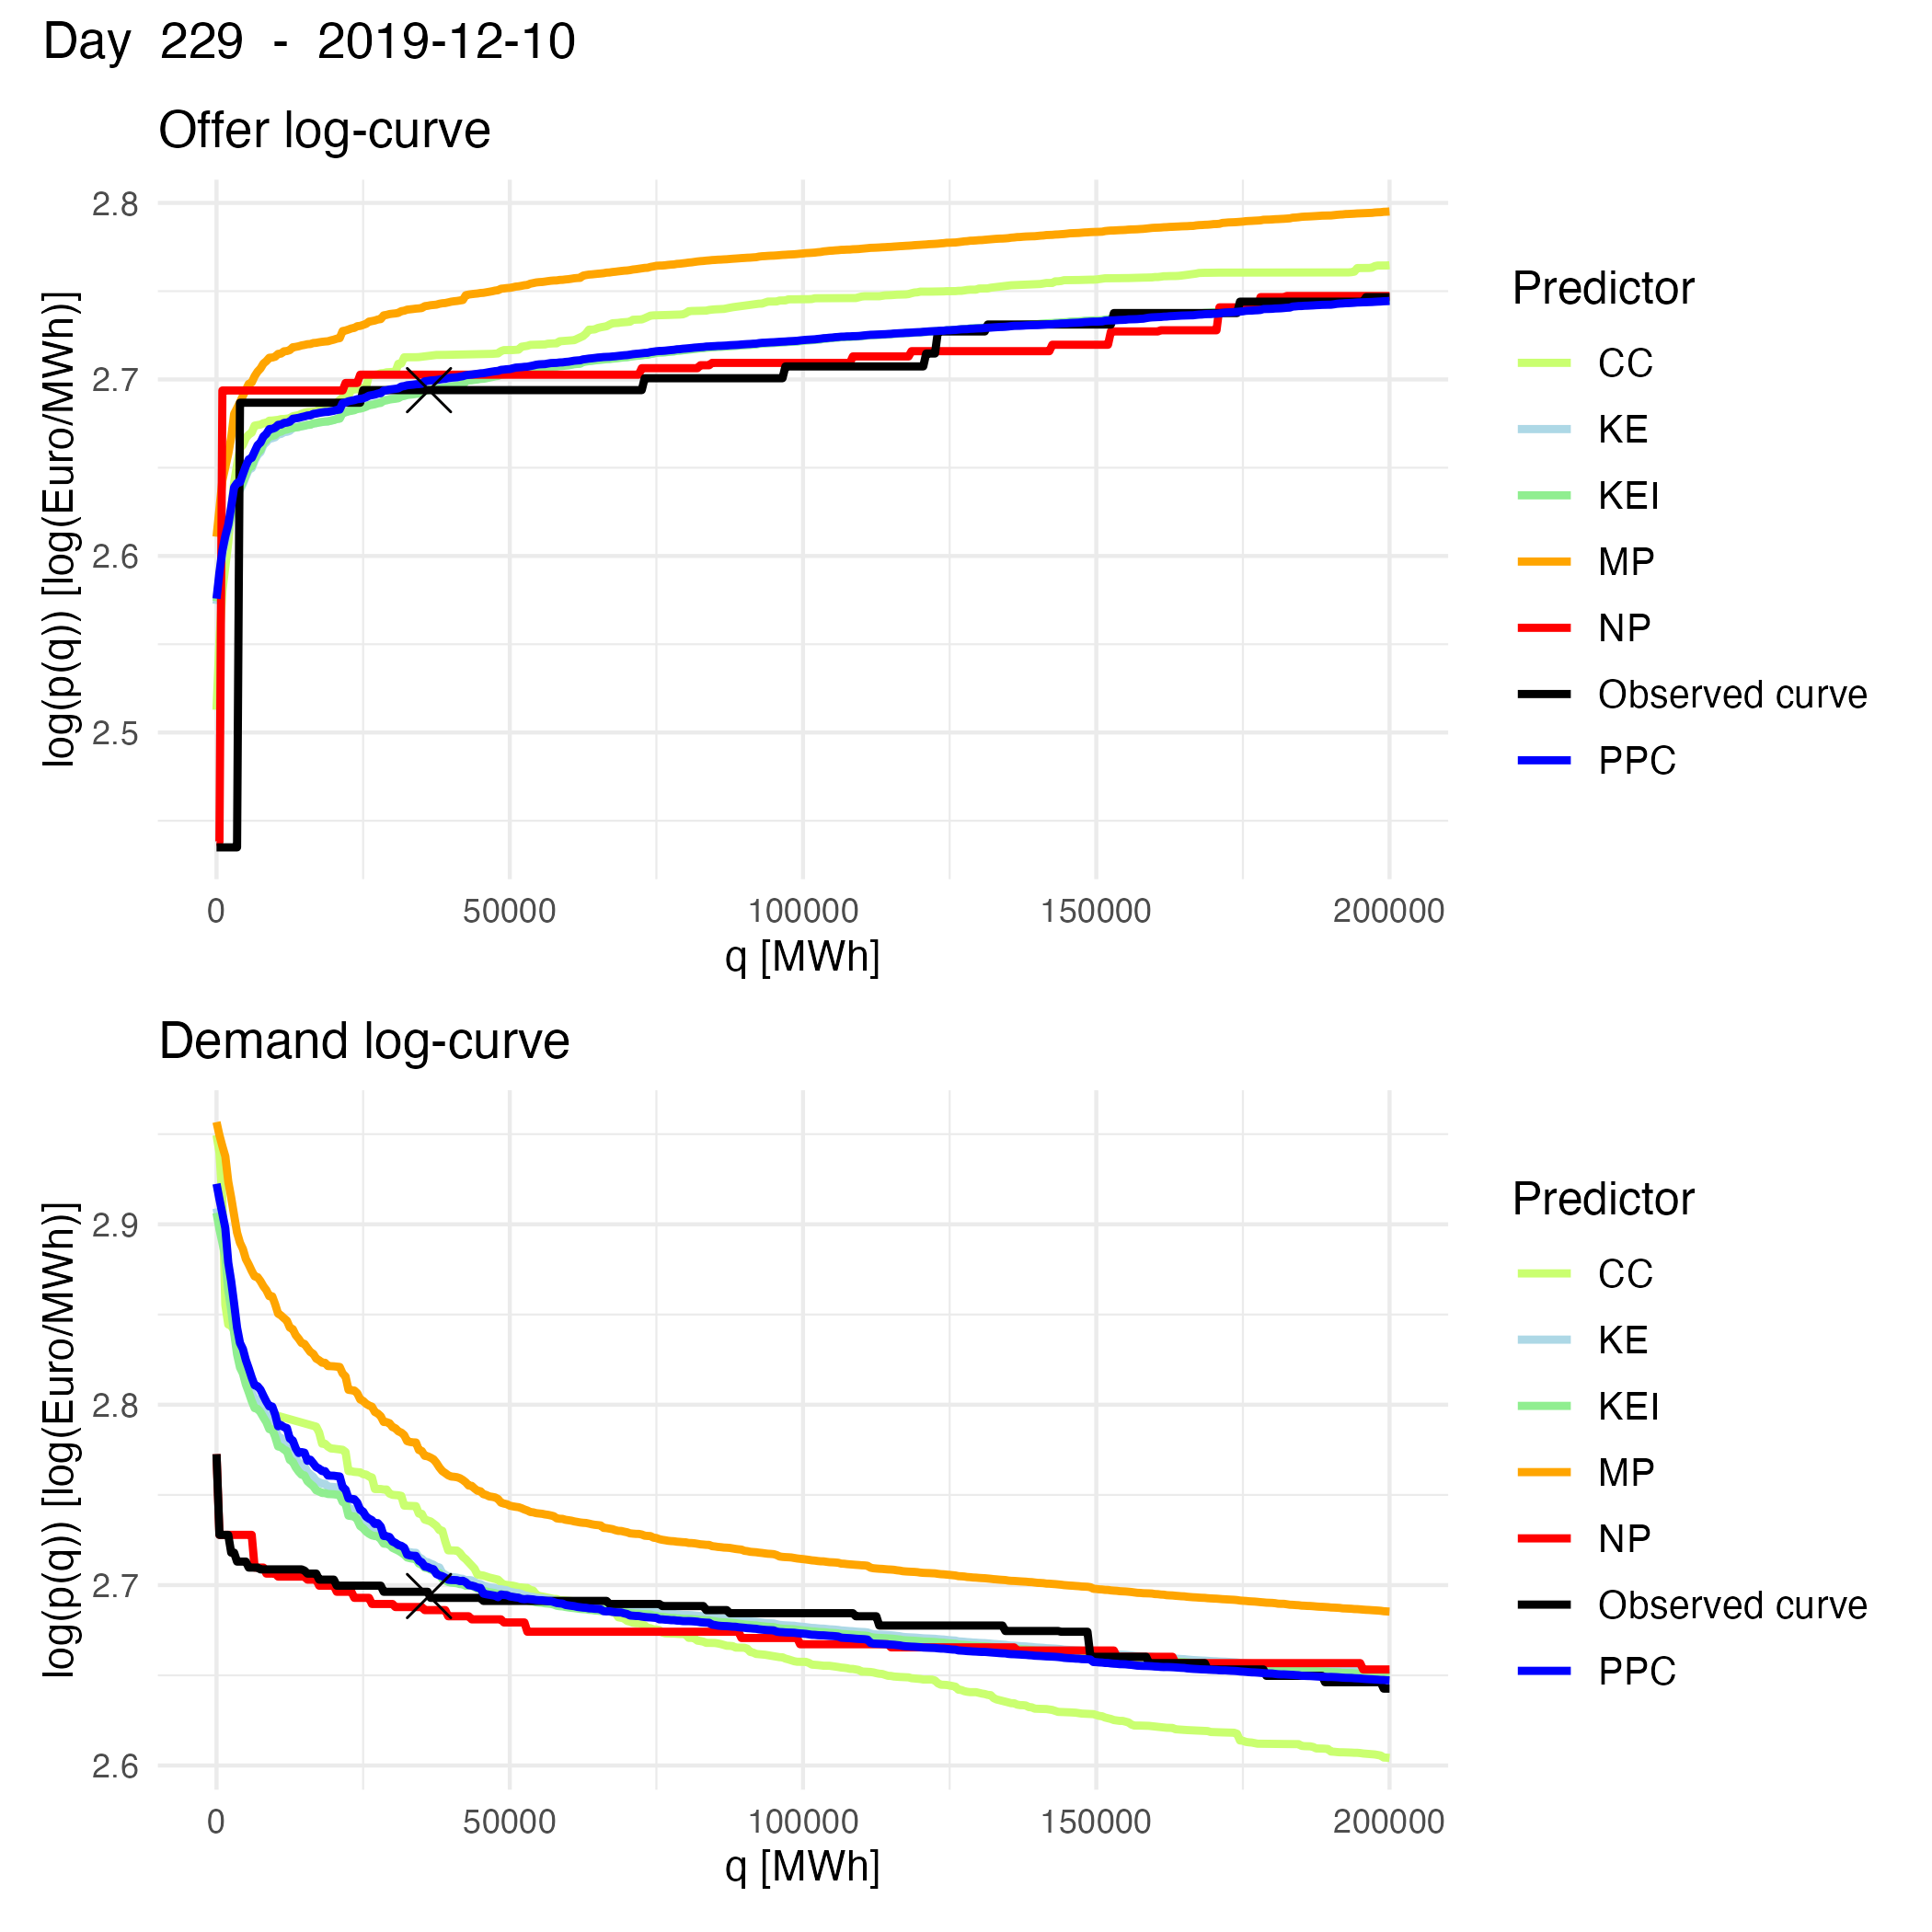 Day 229 - 2019-12-10
Offer log-curve
log(p(q)) [log(Euro/MWh)]
2.8
2.7
2.6
2.5
0
50000
100000
150000
200000
q [MWh]
Predictor
CC
KE
KEI
MP
NP
Observed curve
PPC
Demand log-curve
log(p(q)) [log(Euro/MWh)]
2.9
2.8
2.7
2.6
0
50000
100000
150000
200000
q [MWh]
Predictor
CC
KE
KEI
MP
NP
Observed curve
PPC